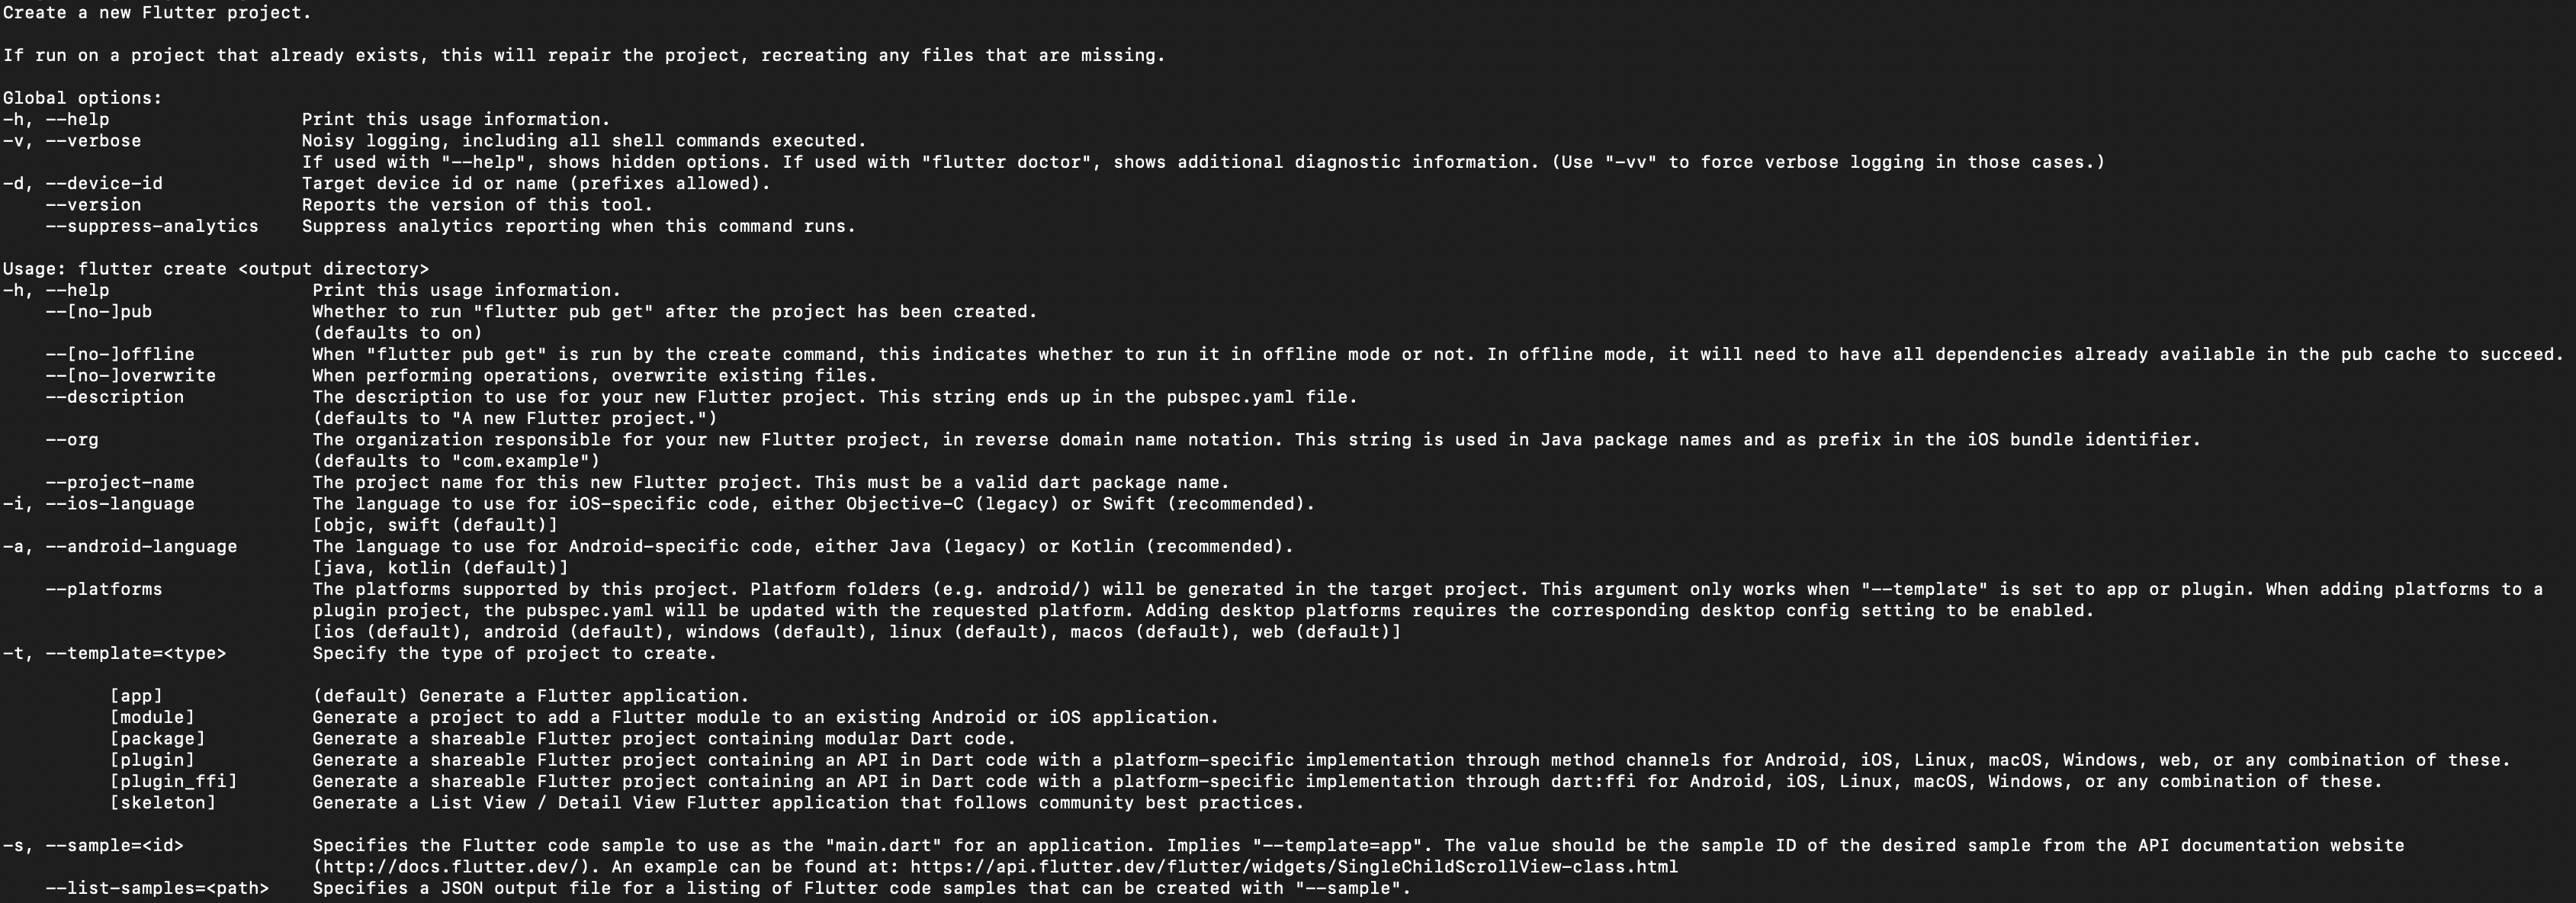 Create a new Flutter project.
If run on a project that already exists, this will repair the project, recreating any files that are missing.
Global options:
-h, --help                  Print this usage information.
-v, --verbose               Noisy logging, including all shell commands executed.
                            If used with "--help", shows hidden options. If used with "flutter doctor", shows additional diagnostic information. (Use "-vv" to force verbose logging in those cases.)
-d, --device-id             Target device id or name (prefixes allowed).
    --version               Reports the version of this tool.
    --suppress-analytics    Suppress analytics reporting when this command runs.
Usage: flutter create <output directory>
-h, --help                   Print this usage information.
    --[no-]pub               Whether to run "flutter pub get" after the project has been created.
                             (defaults to on)
    --[no-]offline           When "flutter pub get" is run by the create command, this indicates whether to run it in offline mode or not. In offline mode, it will need to have all dependencies already available in the pub cache to succeed.
    --[no-]overwrite         When performing operations, overwrite existing files.
    --description            The description to use for your new Flutter project. This string ends up in the pubspec.yaml file.
                             (defaults to "A new Flutter project.")
    --org                    The organization responsible for your new Flutter project, in reverse domain name notation. This string is used in Java package names and as prefix in the iOS bundle identifier.
                             (defaults to "com.example")
    --project-name           The project name for this new Flutter project. This must be a valid dart package name.
-i, --ios-language           The language to use for iOS-specific code, either Objective-C (legacy) or Swift (recommended).
                             [objc, swift (default)]
-a, --android-language       The language to use for Android-specific code, either Java (legacy) or Kotlin (recommended).
                             [java, kotlin (default)]
    --platforms              The platforms supported by this project. Platform folders (e.g. android/) will be generated in the target project. This argument only works when "--template" is set to app or plugin. When adding platforms to a
                             plugin project, the pubspec.yaml will be updated with the requested platform. Adding desktop platforms requires the corresponding desktop config setting to be enabled.
                             [ios (default), android (default), windows (default), linux (default), macos (default), web (default)]
-t, --template=<type>        Specify the type of project to create.
          [app]              (default) Generate a Flutter application.
          [module]           Generate a project to add a Flutter module to an existing Android or iOS application.
          [package]          Generate a shareable Flutter project containing modular Dart code.
          [plugin]           Generate a shareable Flutter project containing an API in Dart code with a platform-specific implementation through method channels for Android, iOS, Linux, macOS, Windows, web, or any combination of these.
          [plugin_ffi]       Generate a shareable Flutter project containing an API in Dart code with a platform-specific implementation through dart:ffi for Android, iOS, Linux, macOS, Windows, or any combination of these.
          [skeleton]         Generate a List View / Detail View Flutter application that follows community best practices.
-s, --sample=<id>            Specifies the Flutter code sample to use as the "main.dart" for an application. Implies "--template=app". The value should be the sample ID of the desired sample from the API documentation website
                             (http://docs.flutter.dev/). An example can be found at: https://api.flutter.dev/flutter/widgets/SingleChildScrollView-class.html
    --list-samples=<path>    Specifies a JSON output file for a listing of Flutter code samples that can be created with "--sample".